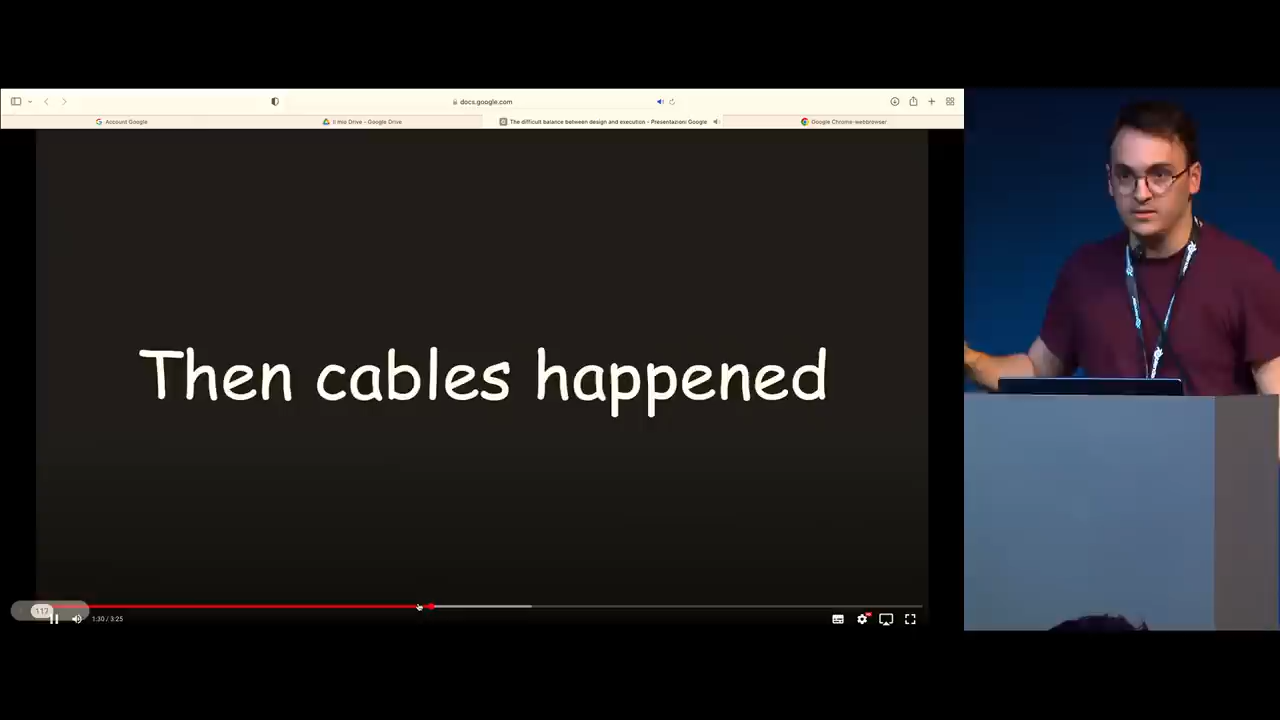 docs.google.com
Account Google
Il mio Drive - Google Drive
The difficult balance between design and execution - Presentazioni Google
Google Chrome-webbrowser
Then cables happened
117
1:30 / 3:25